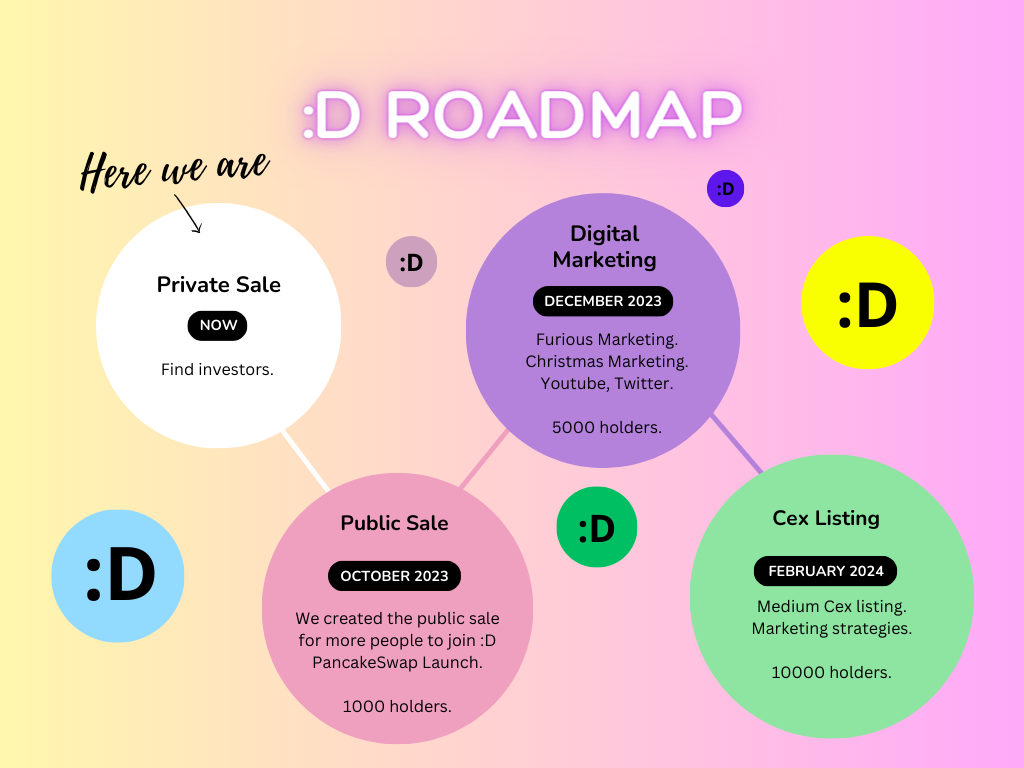 :D ROADMAP
Here we are
Private Sale
NOW
Find investors.
:D
Digital
Marketing
DECEMBER 2023
Furious Marketing.
Christmas Marketing.
Youtube, Twitter.
5000 holders.
:D
:D
:D
Public Sale
OCTOBER 2023
We created the public sale
for more people to join :D
PancakeSwap Launch.
1000 holders.
:D
Cex Listing
FEBRUARY 2024
Medium Cex listing.
Marketing strategies.
10000 holders.